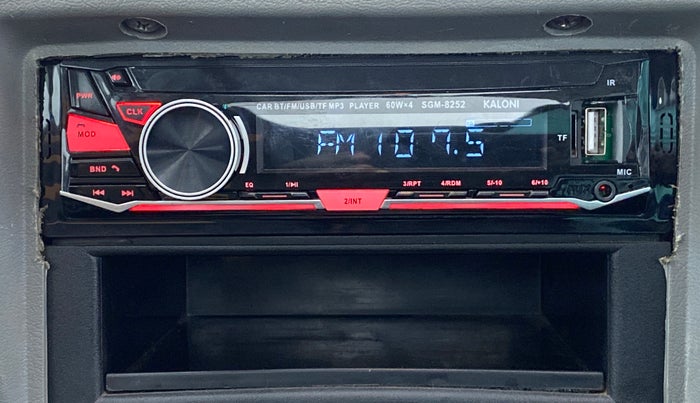 IR
PWR
CLK
CAR BT/FM/USB/TF MP3 PLAYER 60W×4 SGM-8252 KALONI
MOD
FM 107.5
TF
BND
MIC
EQ 1/▶II 3/RPT 4/RDM 5/-10 6/+10
AUX
⏮ ⏭
2/INT